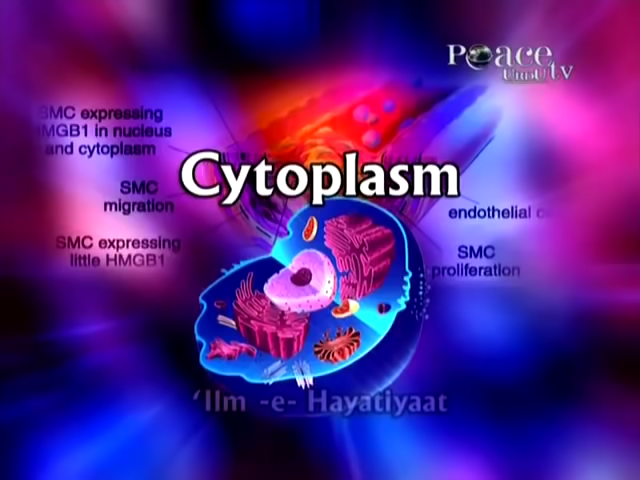 Peace
URDU tv
SMC expressing
HMGB1 in nucleus
and cytoplasm
Cytoplasm
SMC
migration
endothelial
SMC expressing
little HMGB1
SMC
proliferation
'Ilm -e- Hayatiyaat